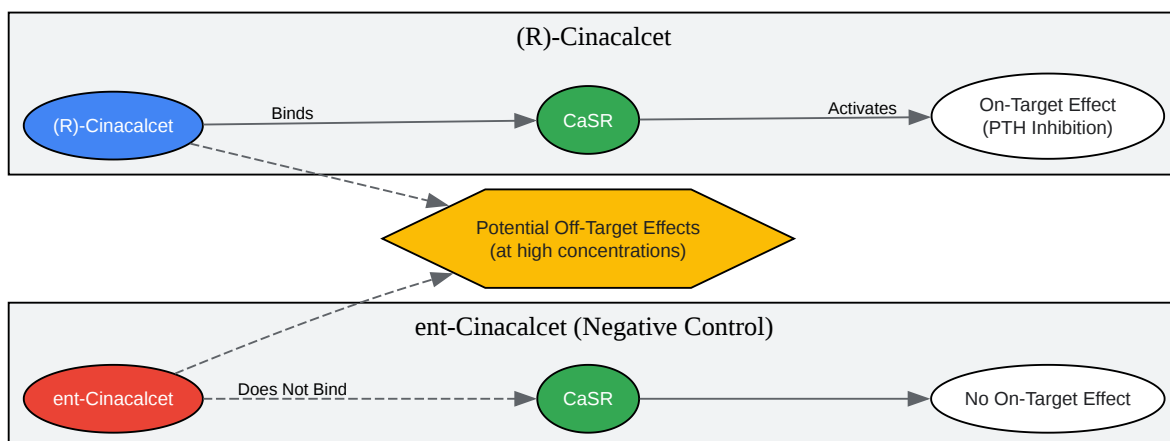 (R)-Cinacalcet
(R)-Cinacalcet
Binds
CaSR
Activates
On-Target Effect
(PTH Inhibition)
Potential Off-Target Effects
(at high concentrations)
ent-Cinacalcet (Negative Control)
ent-Cinacalcet
Does Not Bind
CaSR
No On-Target Effect